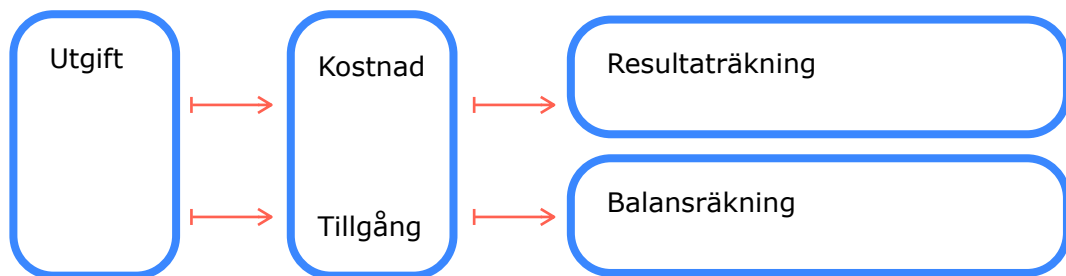 Utgift
Kostnad
Tillgång
Resultaträkning
Balansräkning